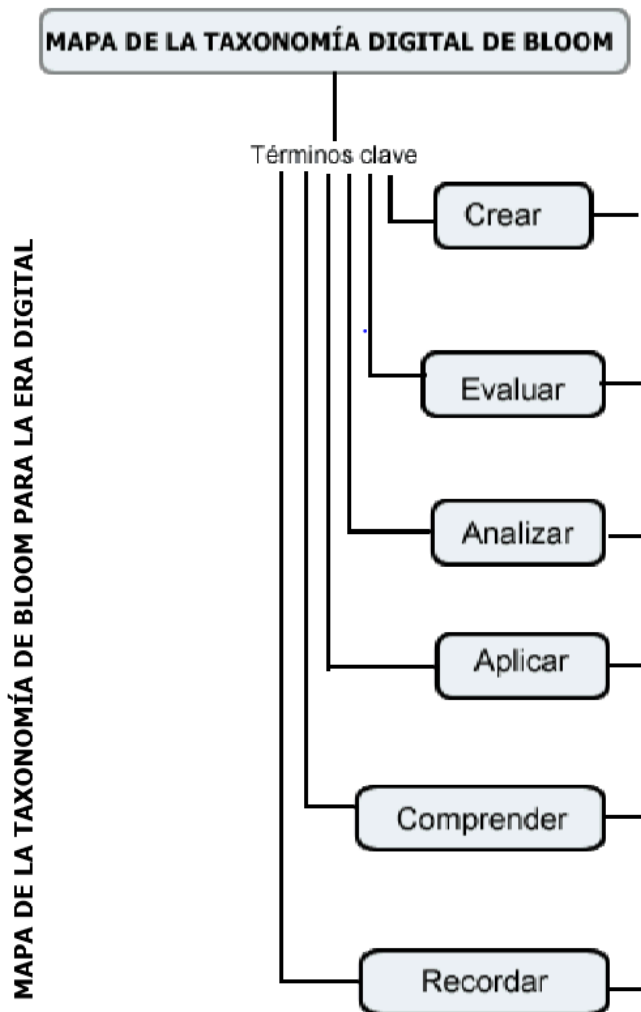 MAPA DE LA TAXONOMÍA DIGITAL DE BLOOM
Términos clave
Crear
Evaluar
Analizar
Aplicar
Comprender
Recordar
MAPA DE LA TAXONOMÍA DE BLOOM PARA LA ERA DIGITAL